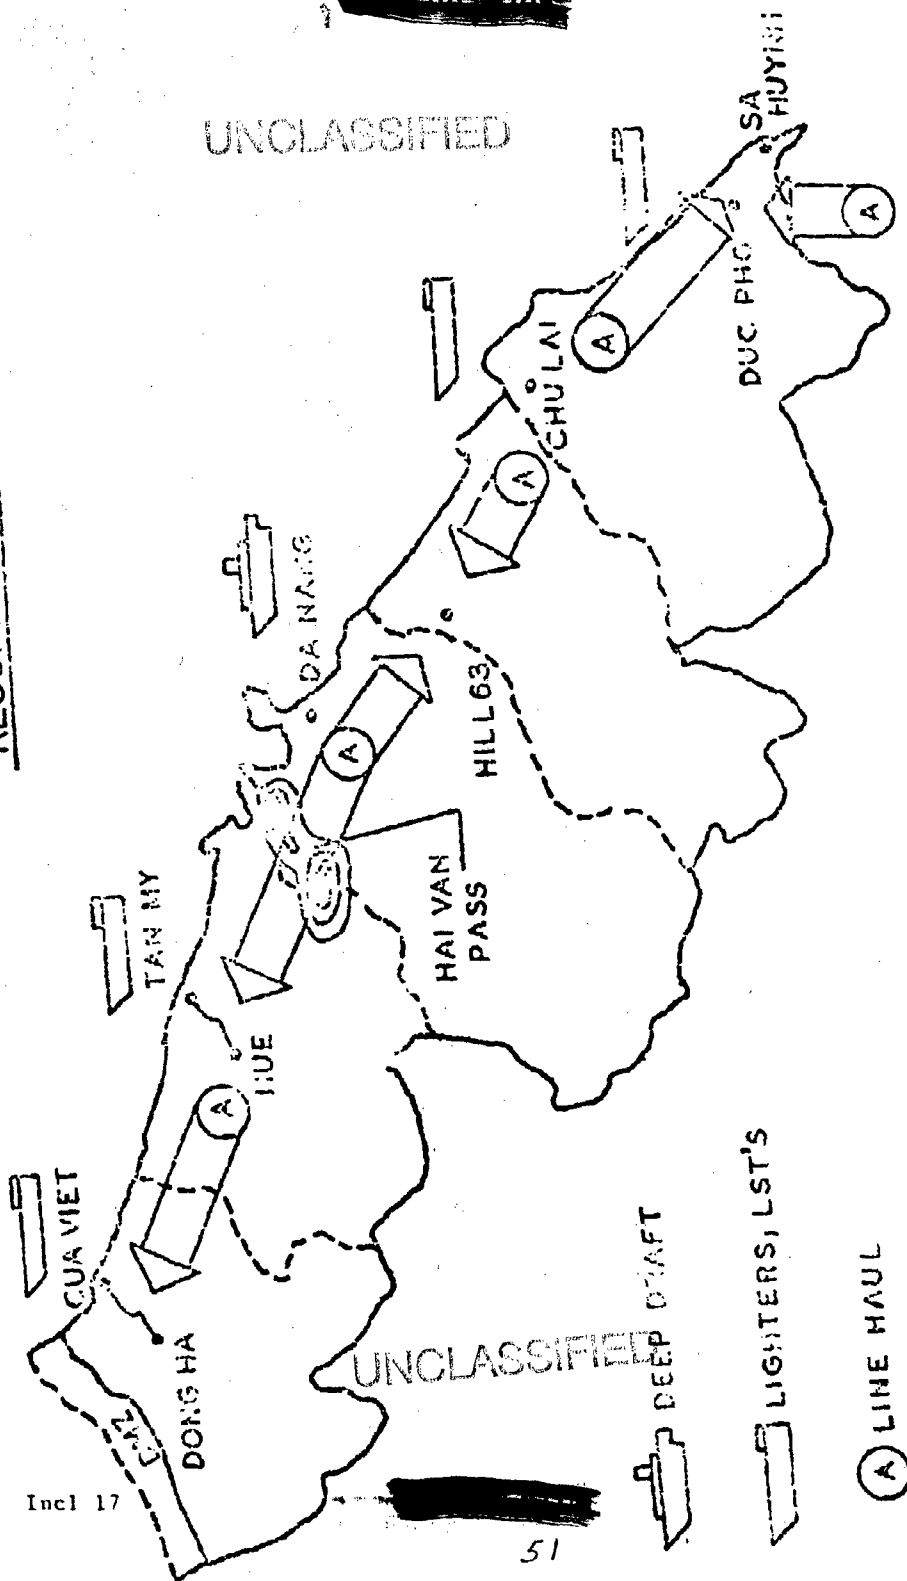 UNCLASSIFIED
SA
HUYNH
A
DUC PHO
A
CHU LAI
A
DA NANG
HILL 63
A
HAI VAN
PASS
TAN MY
HUE
A
CUA VIET
DONG HA
DMZ
UNCLASSIFIED
DEEP DRAFT
LIGHTERS, LST'S
A LINE HAUL
Incl 17
51